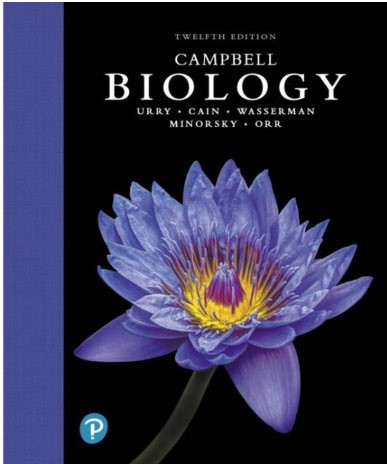 TWELFTH EDITION
CAMPBELL
BIOLOGY
URRY • CAIN • WASSERMAN
MINORSKY • ORR
P